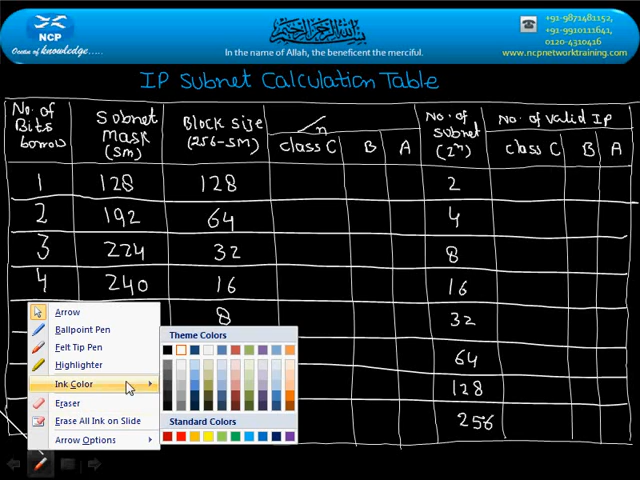 NCP
Ocean of knowledge.....
بسم الله الرحمن الرحيم
In the name of Allah, the beneficent the merciful.
+91-9871481152,
+91-9910111641,
0120-4310416
www.ncpnetworktraining.com
IP Subnet Calculation Table
No. of Bits borrow
Subnet Mask (SM)
Block Size (256-SM)
/n
class C B A
No. of subnet (2ⁿ)
No. of valid IP
class C B A
1 128 128 2
2 192 64 4
3 224 32 8
4 240 16 16
8 32
64
128
256
Arrow
Ballpoint Pen
Felt Tip Pen
Highlighter
Ink Color
Eraser
Erase All Ink on Slide
Arrow Options
Theme Colors
Standard Colors